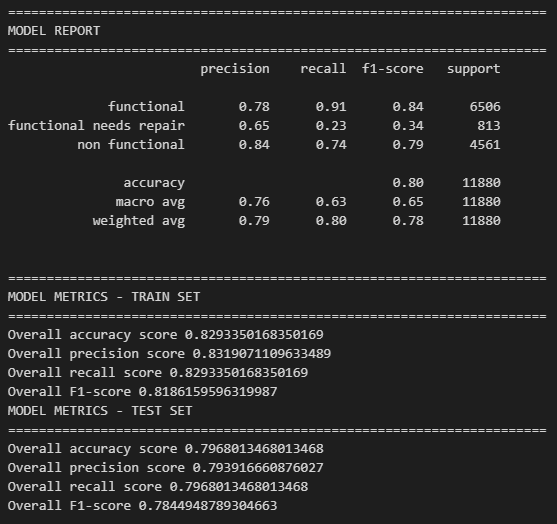 ======================================================================
MODEL REPORT
======================================================================
                         precision    recall  f1-score   support

             functional       0.78      0.91      0.84      6506
functional needs repair       0.65      0.23      0.34       813
         non functional       0.84      0.74      0.79      4561

               accuracy                           0.80     11880
              macro avg       0.76      0.63      0.65     11880
           weighted avg       0.79      0.80      0.78     11880

======================================================================
MODEL METRICS - TRAIN SET
======================================================================
Overall accuracy score 0.8293350168350169
Overall precision score 0.8319071109633489
Overall recall score 0.8293350168350169
Overall F1-score 0.8186159596319987
MODEL METRICS - TEST SET
======================================================================
Overall accuracy score 0.7968013468013468
Overall precision score 0.793916660876027
Overall recall score 0.7968013468013468
Overall F1-score 0.7844948789304663